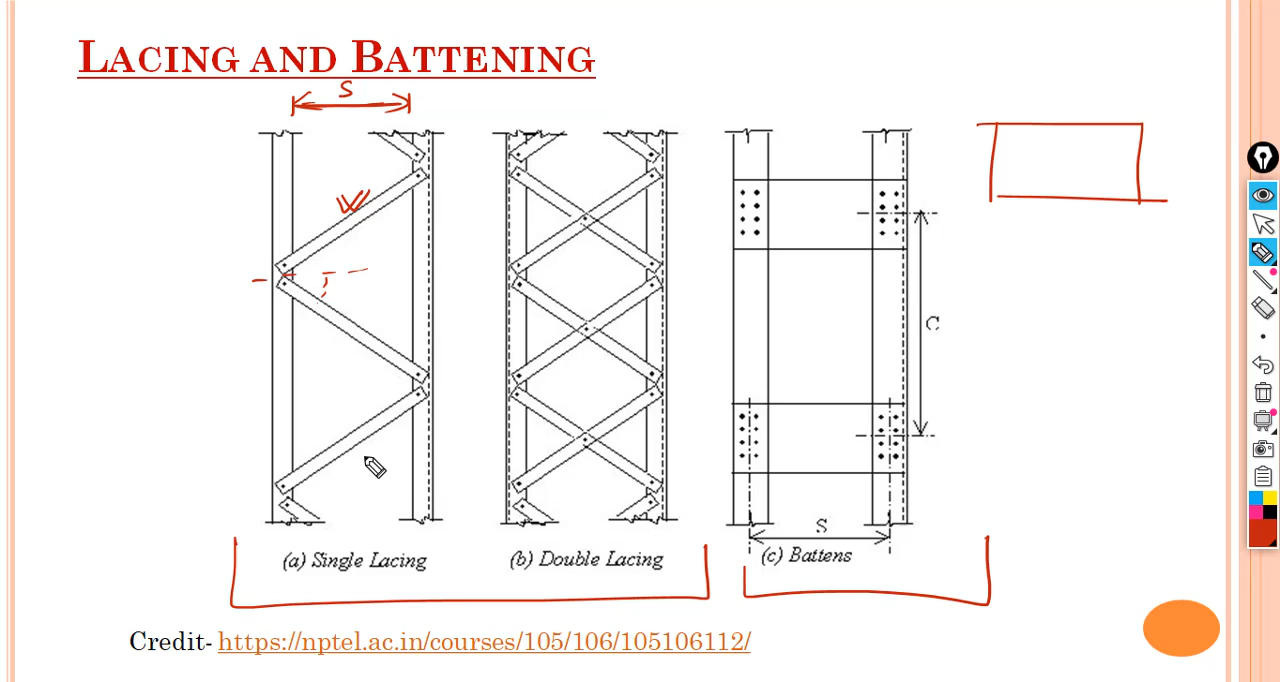 LACING AND BATTENING
S
C
S
(a) Single Lacing
(b) Double Lacing
(c) Battens
Credit- https://nptel.ac.in/courses/105/106/105106112/